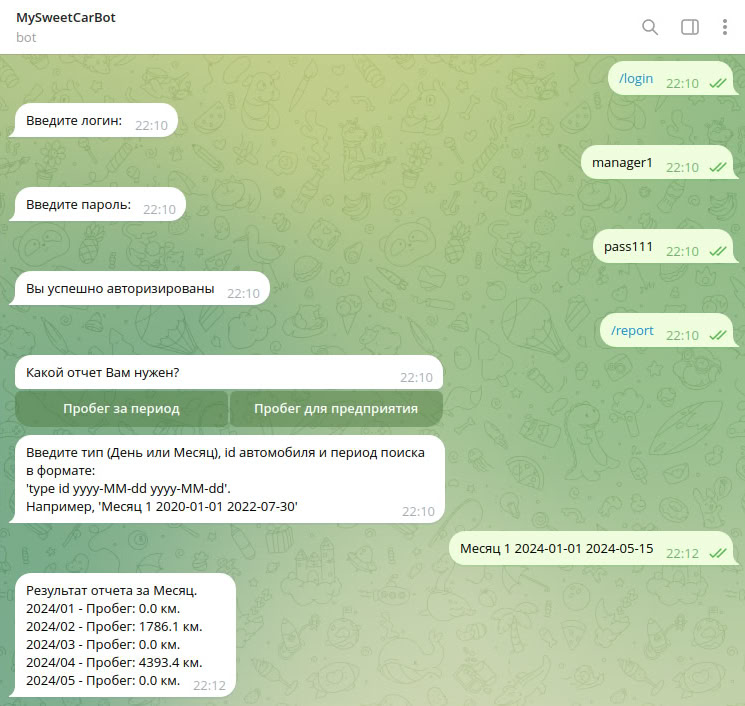 MySweetCarBot
bot
/login 22:10
Введите логин: 22:10
manager1 22:10
Введите пароль: 22:10
pass111 22:10
Вы успешно авторизированы 22:10
/report 22:10
Какой отчет Вам нужен? 22:10
Пробег за период Пробег для предприятия
Введите тип (День или Месяц), id автомобиля и период поиска
в формате:
'type id yyyy-MM-dd yyyy-MM-dd'.
Например, 'Месяц 1 2020-01-01 2022-07-30' 22:10
Месяц 1 2024-01-01 2024-05-15 22:12
Результат отчета за Месяц.
2024/01 - Пробег: 0.0 км.
2024/02 - Пробег: 1786.1 км.
2024/03 - Пробег: 0.0 км.
2024/04 - Пробег: 4393.4 км.
2024/05 - Пробег: 0.0 км. 22:12